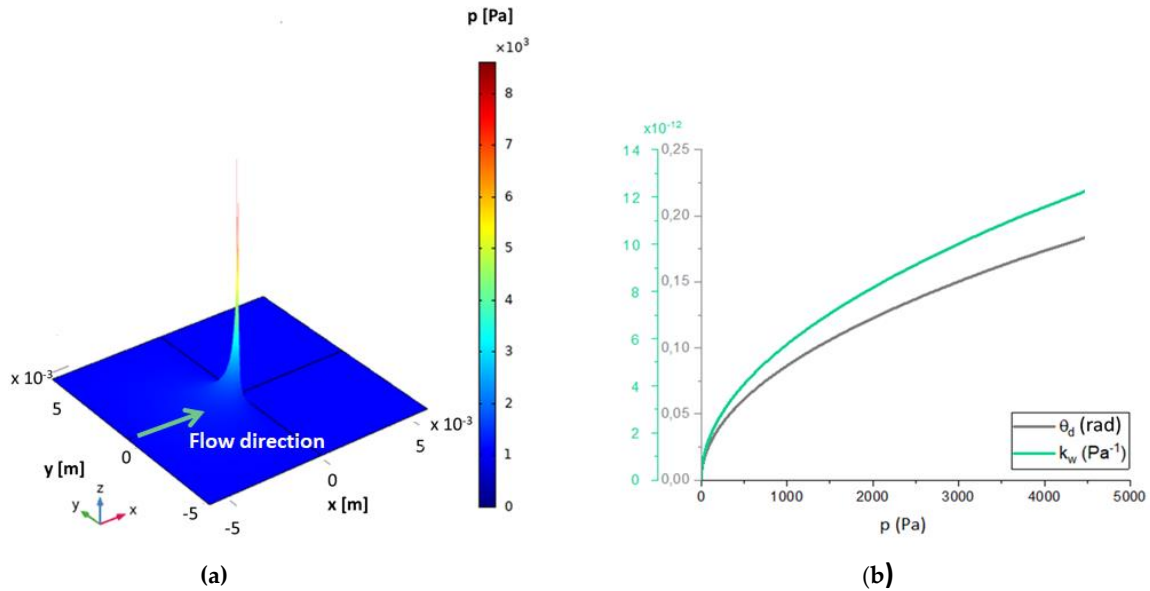 p [Pa]
×10³
8
7
6
5
4
3
2
1
0
x 10⁻³
5
0
-5
y [m]
Flow direction
x 10⁻³
5
0
-5
x [m]
z
y
x
(a)
x10⁻¹²
14
12
10
8
6
4
2
0
0,25
0,20
0,15
0,10
0,05
0,00
θd (rad)
kw (Pa⁻¹)
0 1000 2000 3000 4000 5000
p (Pa)
(b)